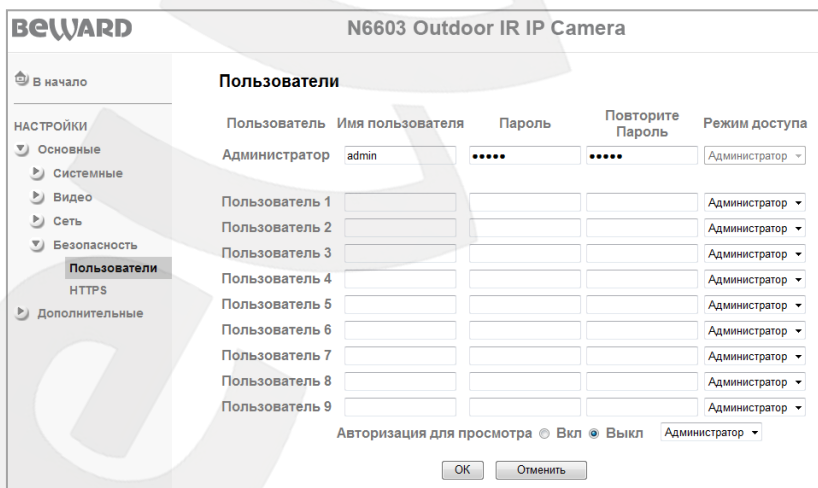 BEWARD
N6603 Outdoor IR IP Camera
В начало
НАСТРОЙКИ
Основные
Системные
Видео
Сеть
Безопасность
Пользователи
HTTPS
Дополнительные
Пользователи
Пользователь Имя пользователя Пароль Повторите Пароль Режим доступа
Администратор admin ●●●●● ●●●●● Администратор
Пользователь 1 Администратор
Пользователь 2 Администратор
Пользователь 3 Администратор
Пользователь 4 Администратор
Пользователь 5 Администратор
Пользователь 6 Администратор
Пользователь 7 Администратор
Пользователь 8 Администратор
Пользователь 9 Администратор
Авторизация для просмотра Вкл Выкл Администратор
OK Отменить